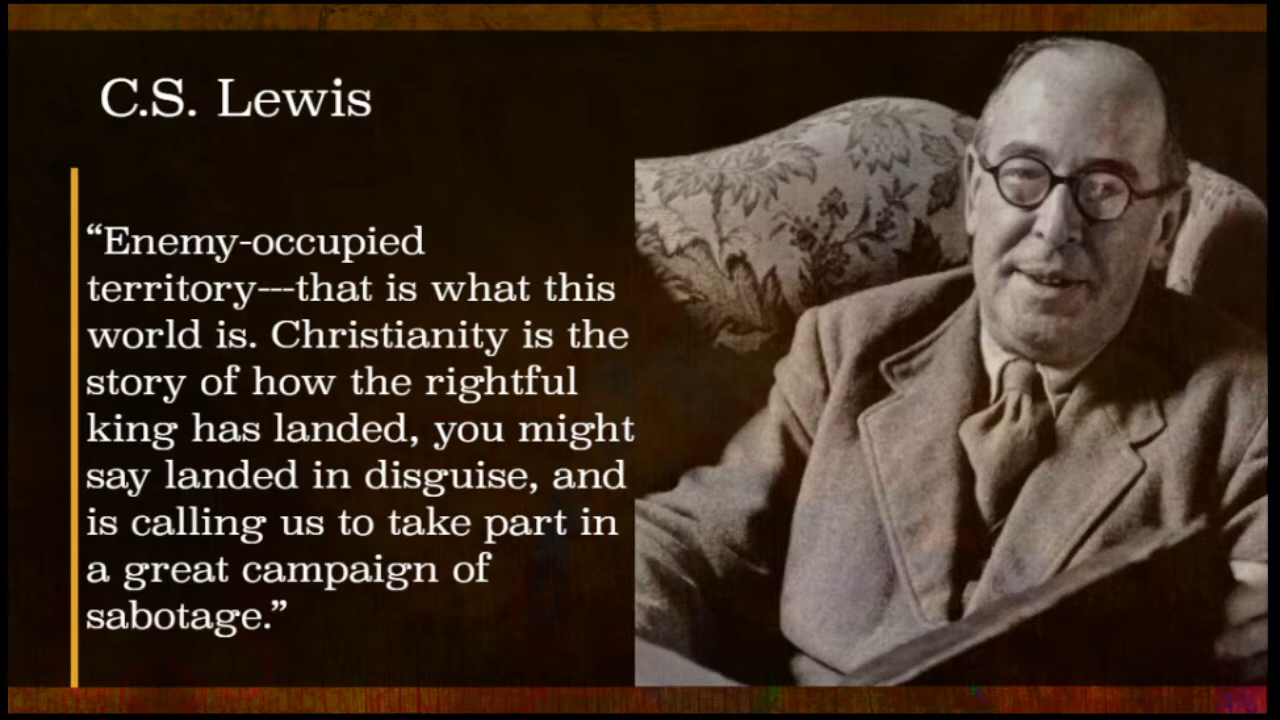 C.S. Lewis
“Enemy-occupied
territory---that is what this
world is. Christianity is the
story of how the rightful
king has landed, you might
say landed in disguise, and
is calling us to take part in
a great campaign of
sabotage.”